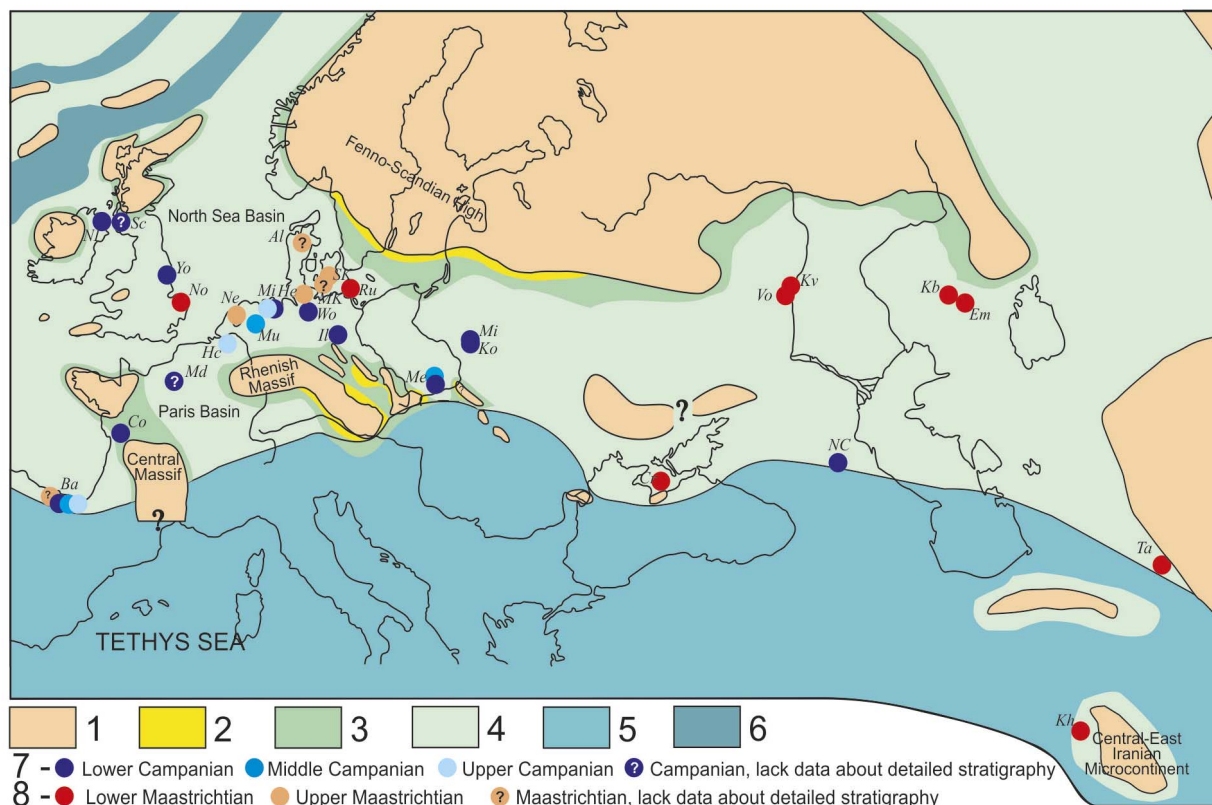 Fenno-Scandian High
North Sea Basin
NI
? Sc
Al
?
Yo
No
Ne
Mj
He
SK
?
MK
Ru
Wo
Mu
Il
Hc
Mi
Ko
Kv
Vo
Kb
Em
? Md
Rhenish
Massif
Me
?
Paris Basin
Co
Central
Massif
?
NC
? Ba
?
Ta
TETHYS SEA
Kh
Central-East
Iranian
Microcontinent
1 2 3 4 5 6
7 - Lower Campanian Middle Campanian Upper Campanian ? Campanian, lack data about detailed stratigraphy
8 - Lower Maastrichtian Upper Maastrichtian ? Maastrichtian, lack data about detailed stratigraphy